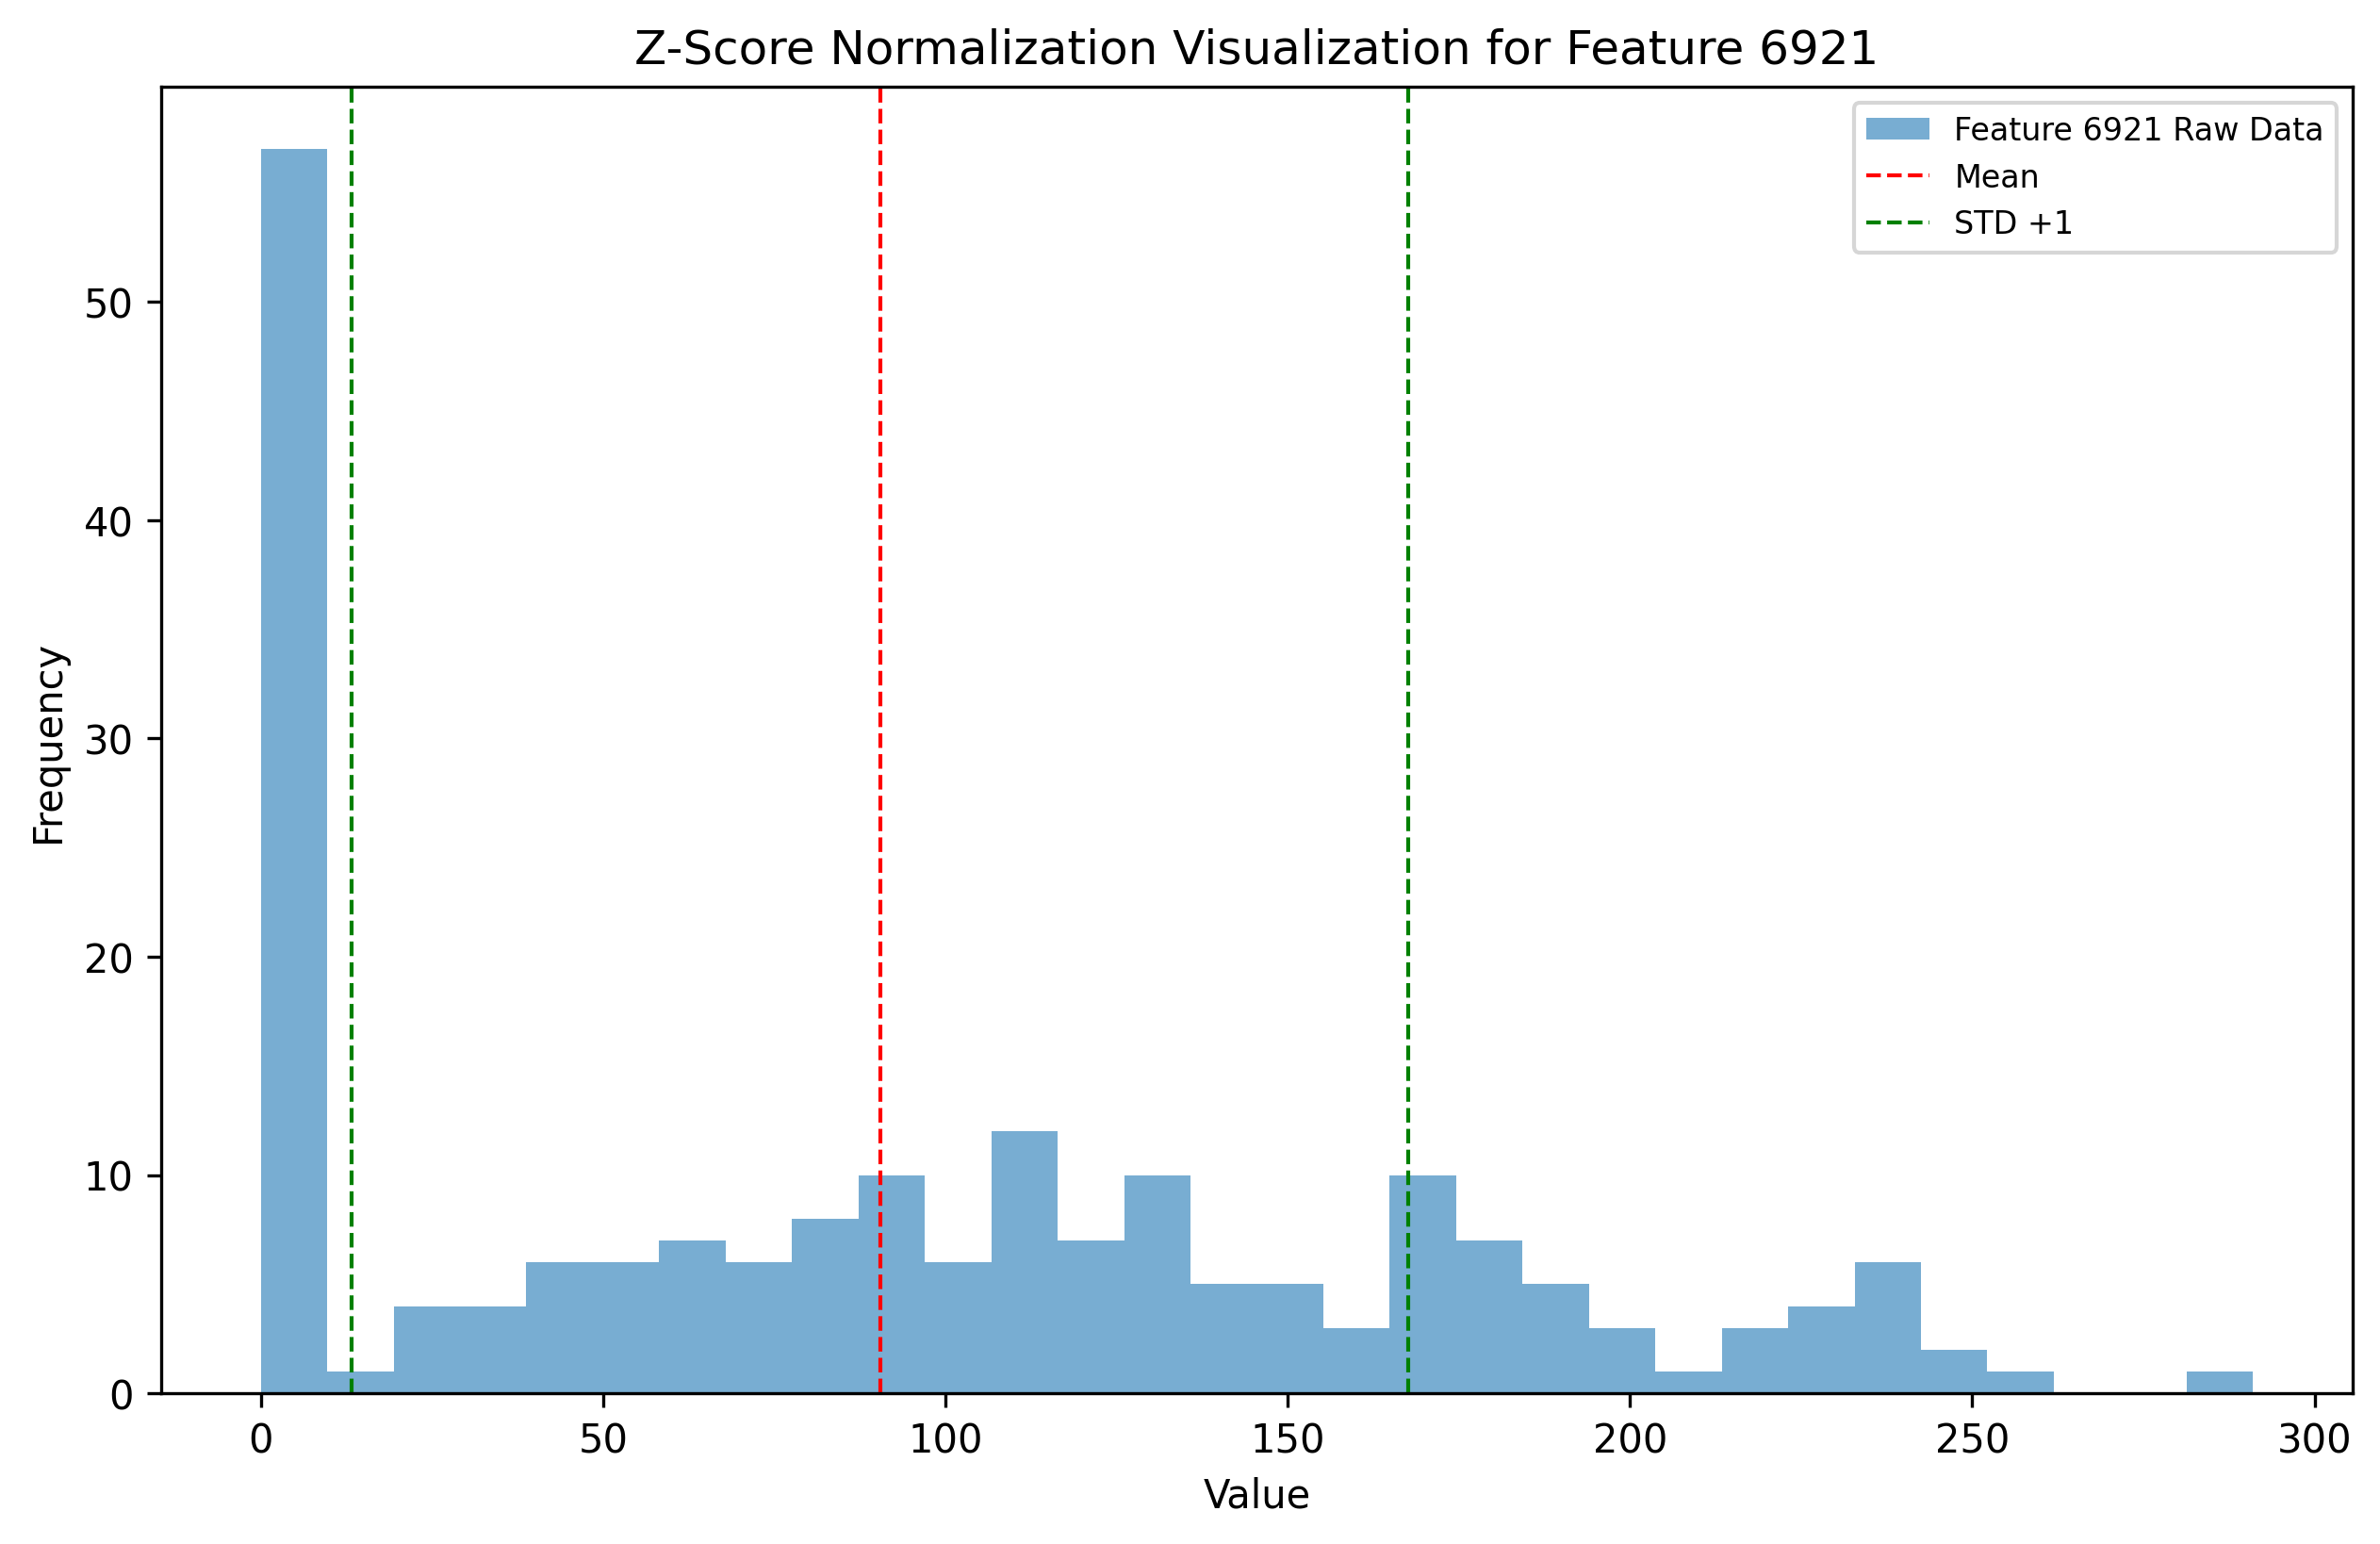 Z-Score Normalization Visualization for Feature 6921
Feature 6921 Raw Data
Mean
STD +1
Frequency
50
40
30
20
10
0
0 50 100 150 200 250 300
Value